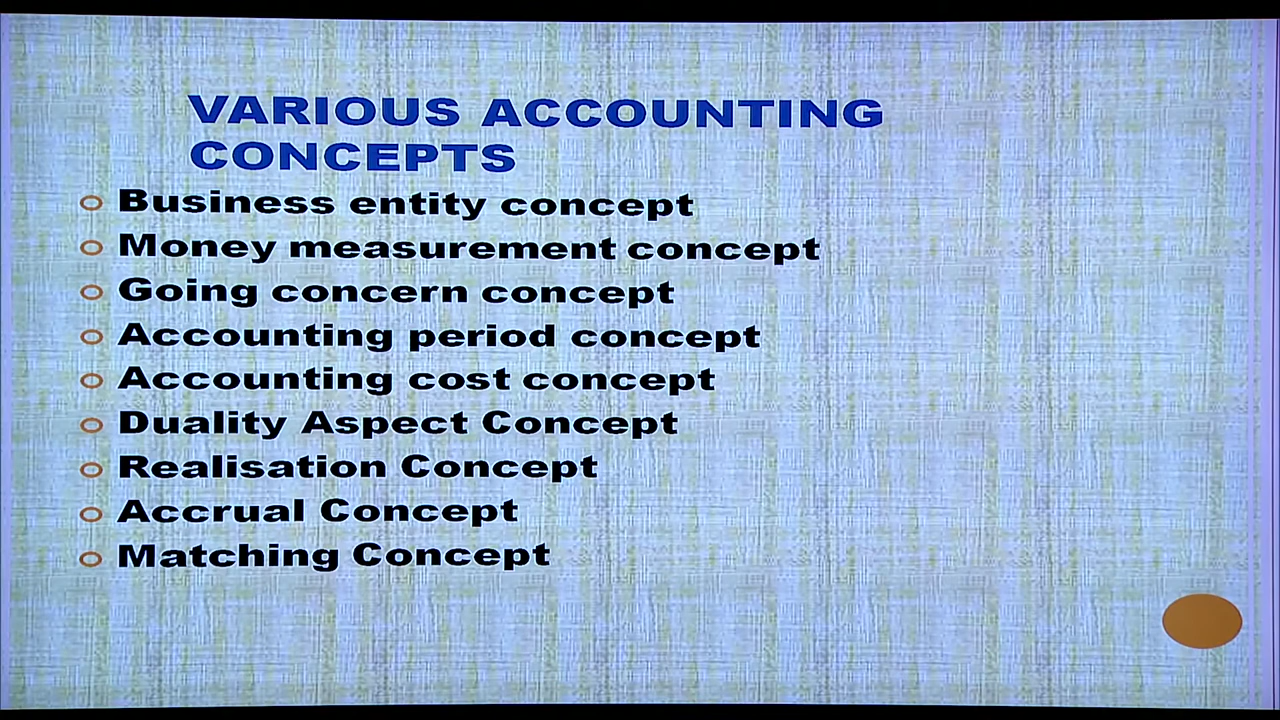 VARIOUS ACCOUNTING
CONCEPTS
Business entity concept
Money measurement concept
Going concern concept
Accounting period concept
Accounting cost concept
Duality Aspect Concept
Realisation Concept
Accrual Concept
Matching Concept